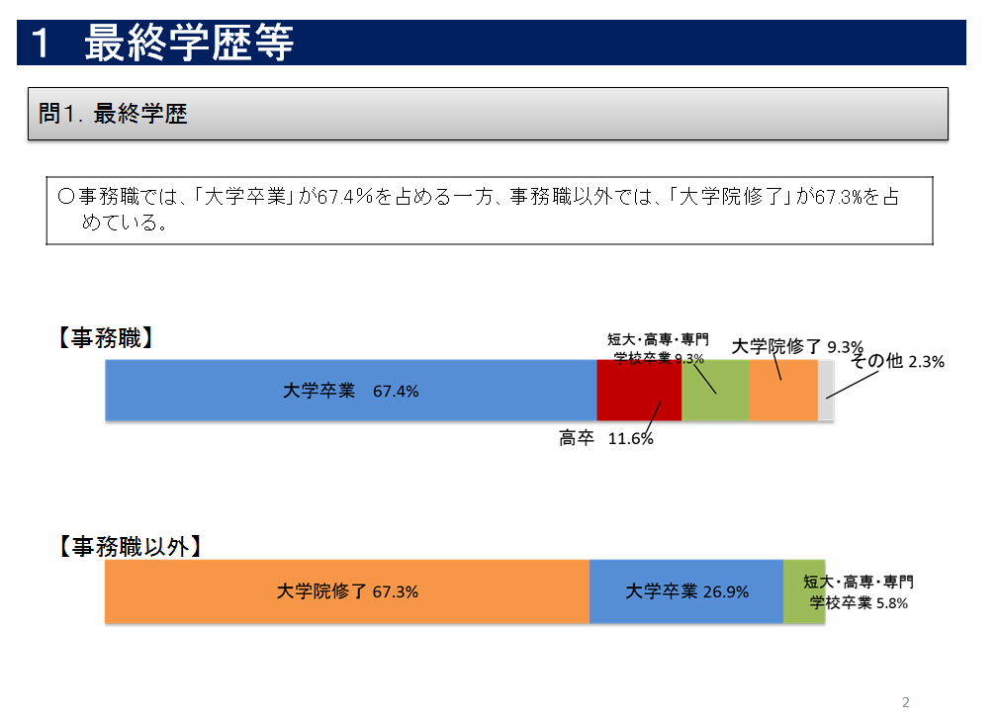 １　最終学歴等
問１．最終学歴
○事務職では、「大学卒業」が67.4％を占める一方、事務職以外では、「大学院修了」が67.3%を占
めている。
【事務職】
短大・高専・専門
学校卒業 9.3%
大学院修了 9.3%
その他 2.3%
大学卒業　67.4%
高卒　11.6%
【事務職以外】
大学院修了 67.3%
大学卒業 26.9%
短大・高専・専門
学校卒業 5.8%
2